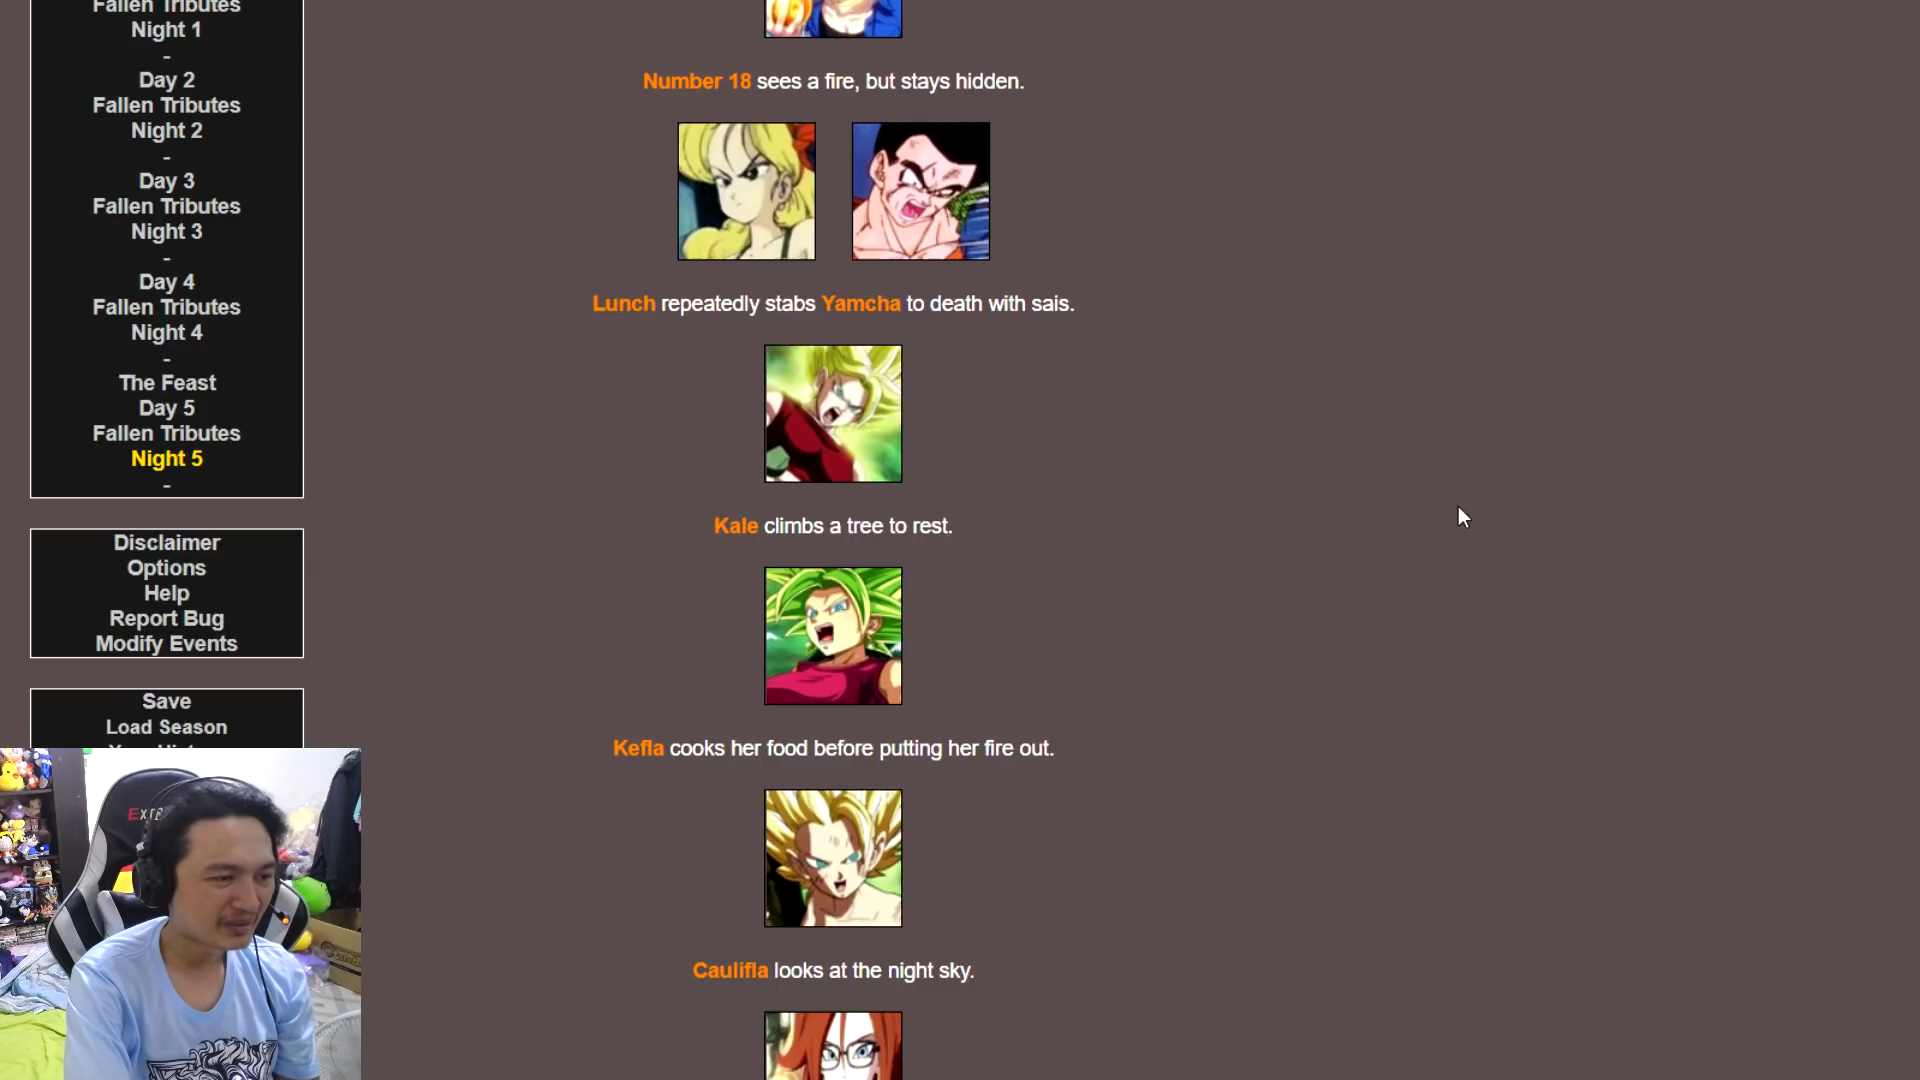 Fallen Tributes
Night 1
-
Day 2
Fallen Tributes
Night 2
-
Day 3
Fallen Tributes
Night 3
-
Day 4
Fallen Tributes
Night 4
-
The Feast
Day 5
Fallen Tributes
Night 5
-
Disclaimer
Options
Help
Report Bug
Modify Events
Save
Load Season
Number 18 sees a fire, but stays hidden.
Lunch repeatedly stabs Yamcha to death with sais.
Kale climbs a tree to rest.
Kefla cooks her food before putting her fire out.
Caulifla looks at the night sky.